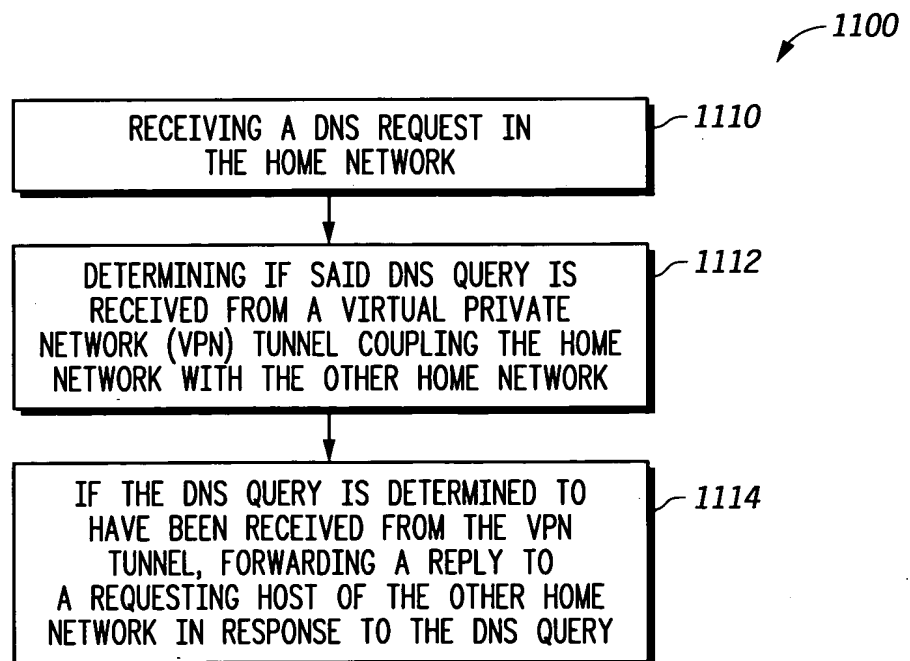 1100
RECEIVING A DNS REQUEST IN
THE HOME NETWORK
1110
DETERMINING IF SAID DNS QUERY IS
RECEIVED FROM A VIRTUAL PRIVATE
NETWORK (VPN) TUNNEL COUPLING THE HOME
NETWORK WITH THE OTHER HOME NETWORK
1112
IF THE DNS QUERY IS DETERMINED TO
HAVE BEEN RECEIVED FROM THE VPN
TUNNEL, FORWARDING A REPLY TO
A REQUESTING HOST OF THE OTHER HOME
NETWORK IN RESPONSE TO THE DNS QUERY
1114